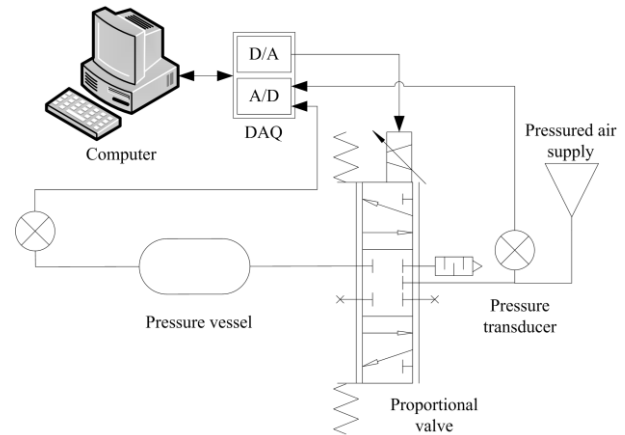 D/A
A/D
DAQ
Computer
Pressured air
supply
Pressure vessel
Pressure
transducer
Proportional
valve